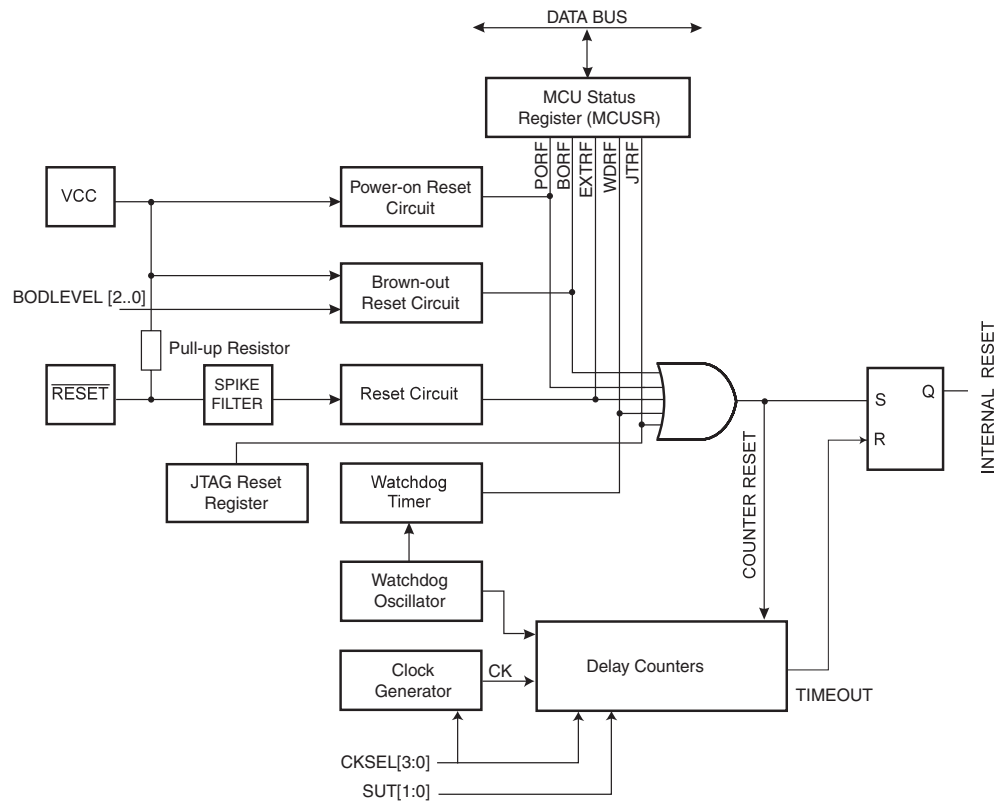 DATA BUS
MCU Status
Register (MCUSR)
PORF
BORF
EXTRF
WDRF
JTRF
VCC
Power-on Reset
Circuit
Brown-out
Reset Circuit
BODLEVEL [2..0]
Pull-up Resistor
RESET
SPIKE
FILTER
Reset Circuit
JTAG Reset
Register
Watchdog
Timer
S
Q
R
INTERNAL RESET
COUNTER RESET
Watchdog
Oscillator
Clock
Generator
CK
Delay Counters
TIMEOUT
CKSEL[3:0]
SUT[1:0]